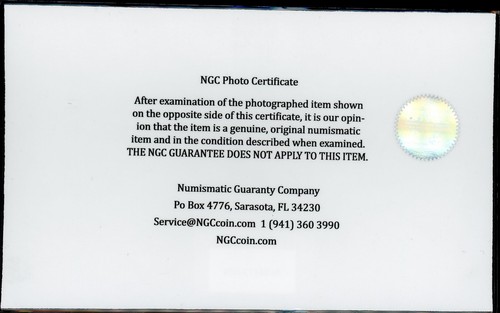 NGC Photo Certificate
After examination of the photographed item shown
on the opposite side of this certificate, it is our opin-
ion that the item is a genuine, original numismatic
item and in the condition described when examined.
THE NGC GUARANTEE DOES NOT APPLY TO THIS ITEM.
Numismatic Guaranty Company
Po Box 4776, Sarasota, FL 34230
Service@NGCcoin.com 1 (941) 360 3990
NGCcoin.com